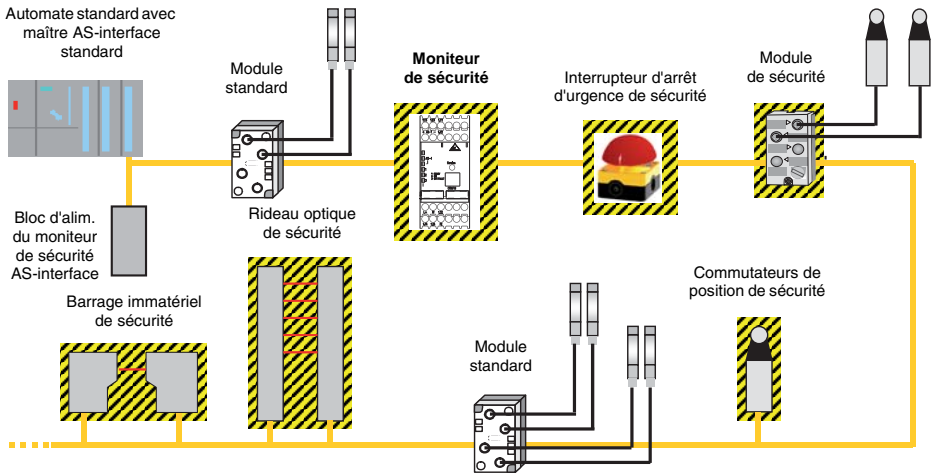 Automate standard avec
maître AS-interface
standard
Module
standard
Moniteur
de sécurité
Interrupteur d'arrêt
d'urgence de sécurité
Module
de sécurité
Bloc d'alim.
du moniteur
de sécurité
AS-interface
Rideau optique
de sécurité
Barrage immatériel
de sécurité
Module
standard
Commutateurs de
position de sécurité